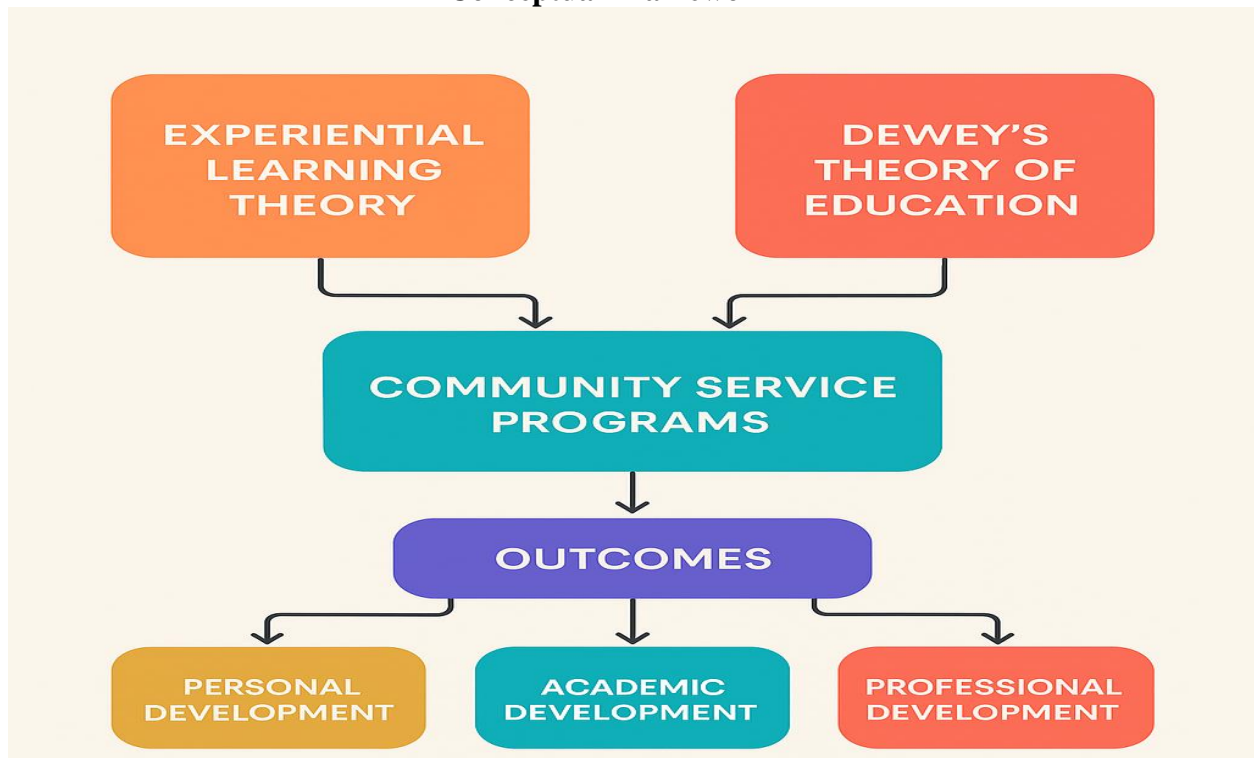 EXPERIENTIAL
LEARNING
THEORY
DEWEY'S
THEORY OF
EDUCATION
COMMUNITY SERVICE
PROGRAMS
OUTCOMES
PERSONAL
DEVELOPMENT
ACADEMIC
DEVELOPMENT
PROFESSIONAL
DEVELOPMENT